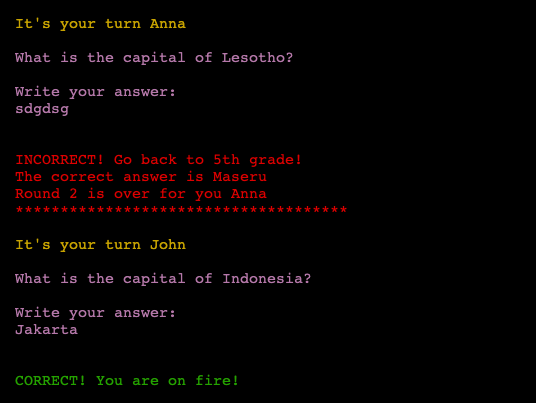 It's your turn Anna
What is the capital of Lesotho?
Write your answer:
sdgdsg
INCORRECT! Go back to 5th grade!
The correct answer is Maseru
Round 2 is over for you Anna
*************************************
It's your turn John
What is the capital of Indonesia?
Write your answer:
Jakarta
CORRECT! You are on fire!